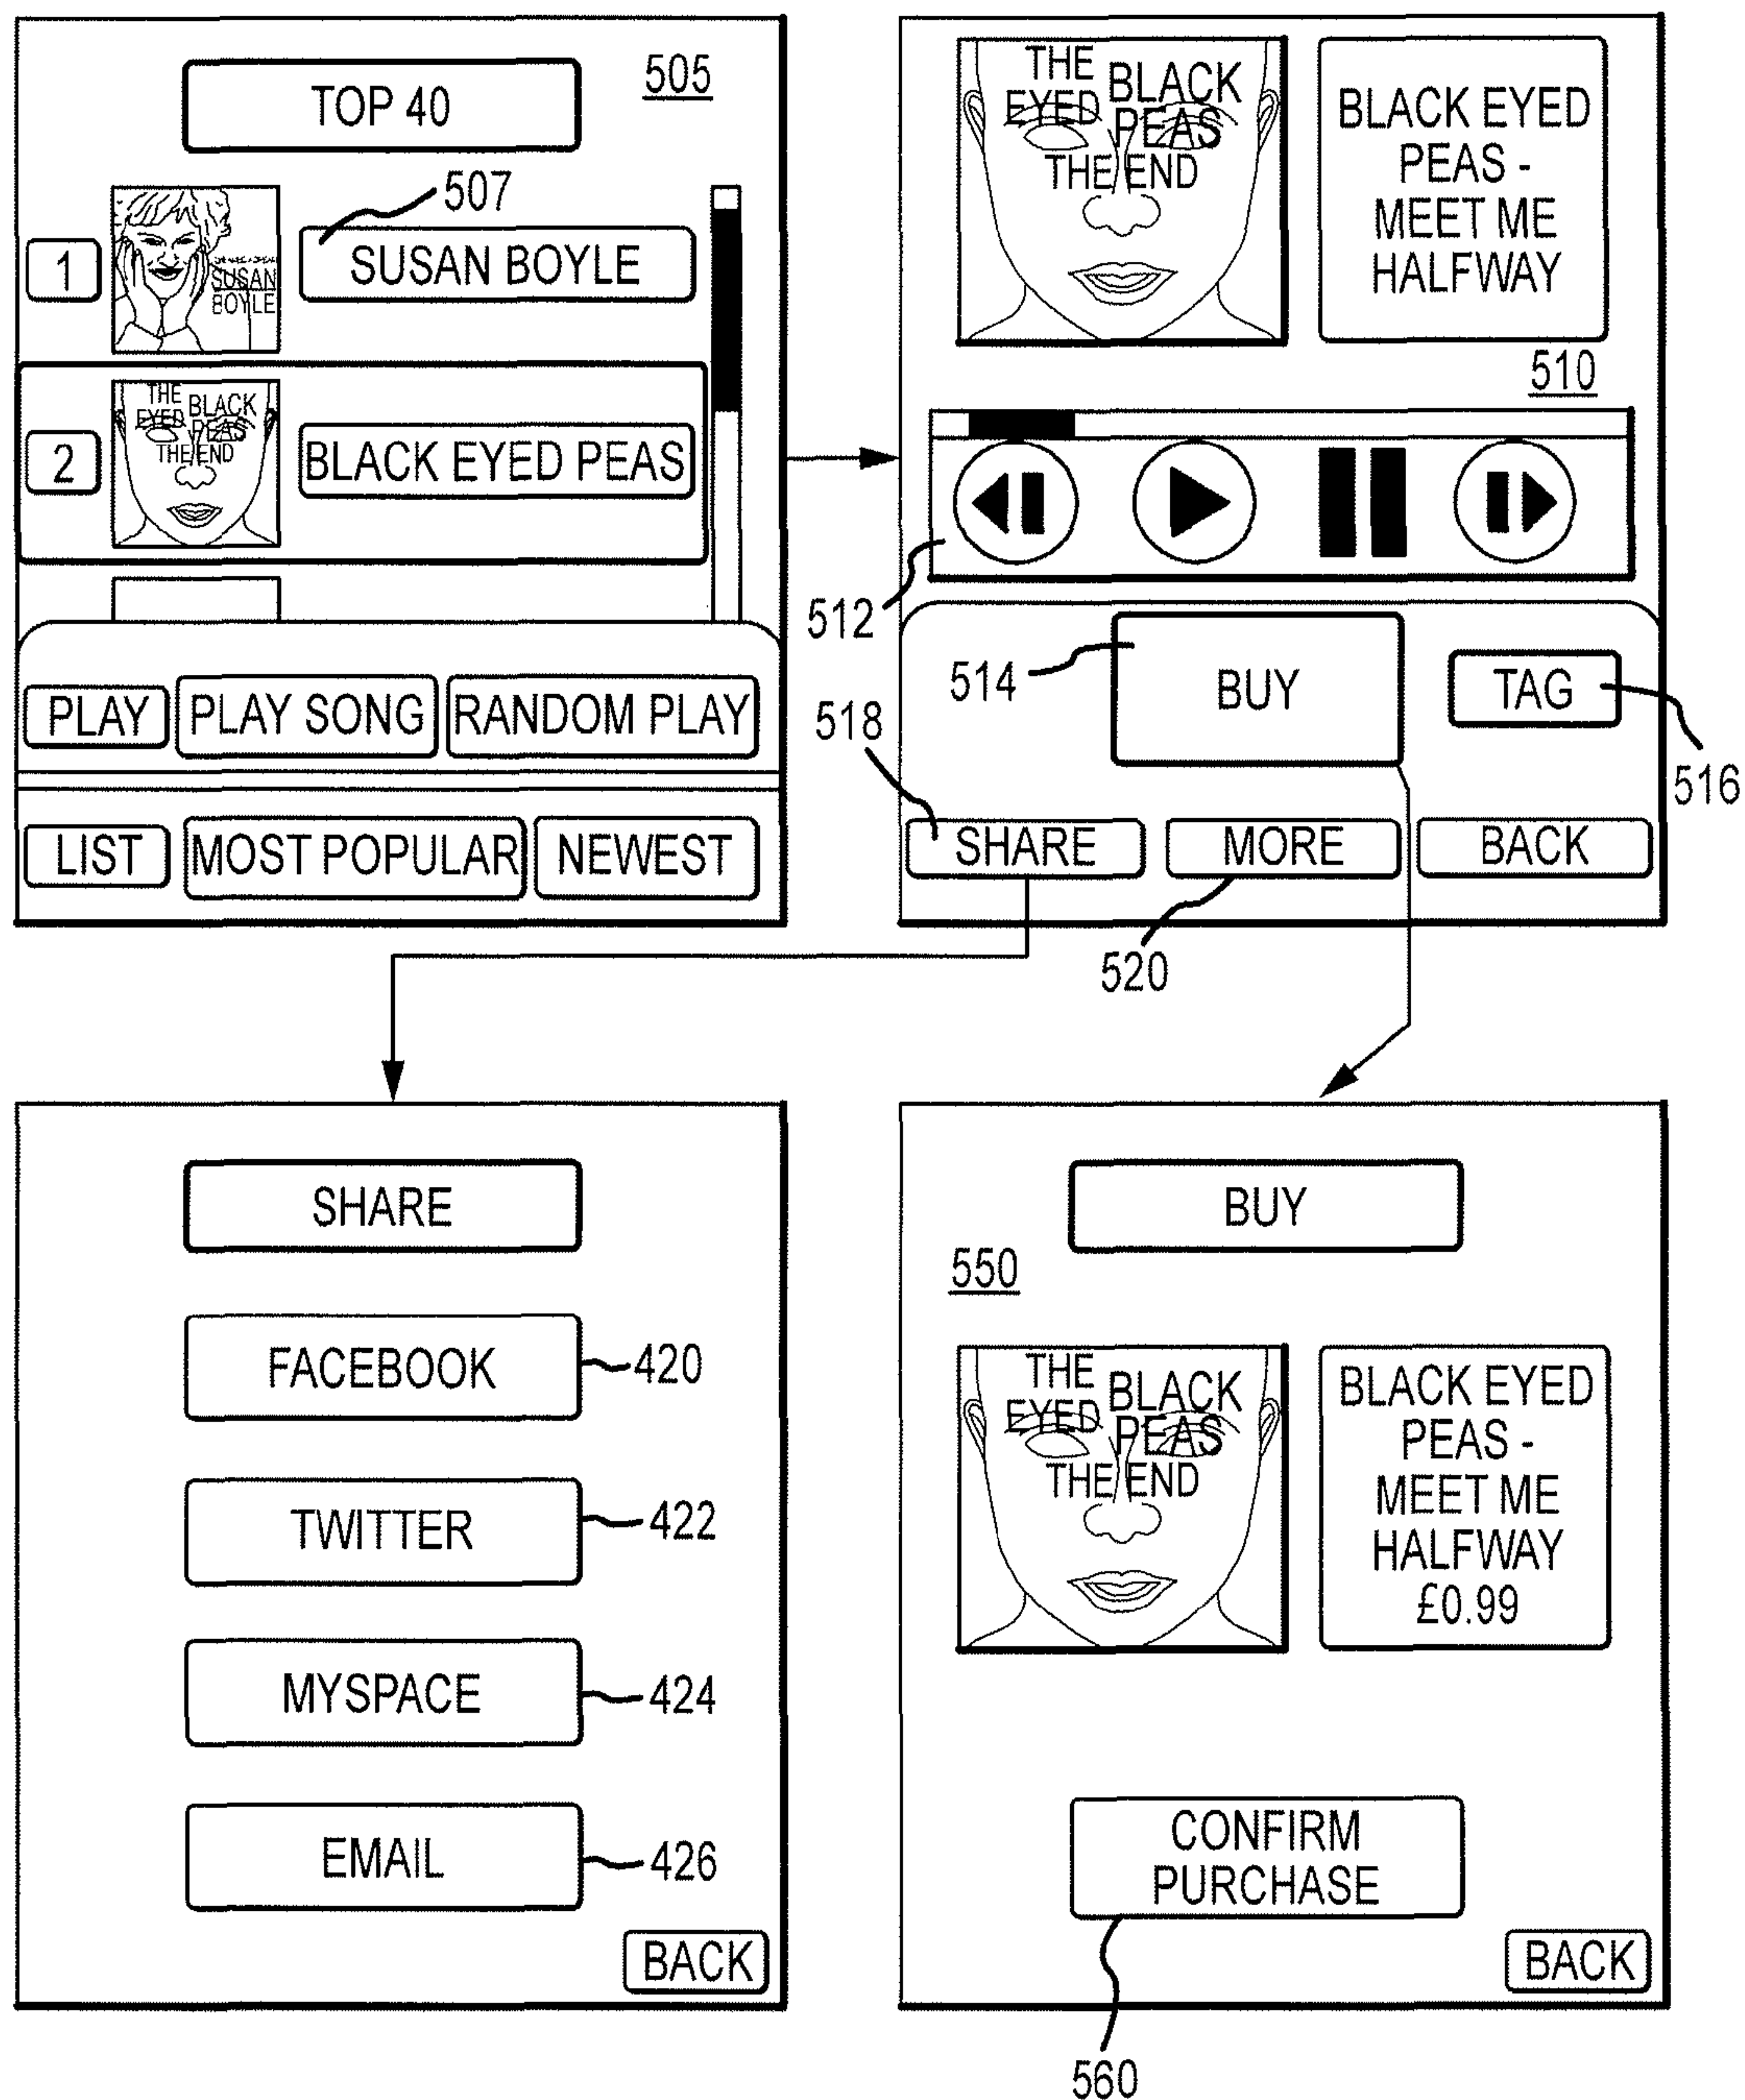 TOP 40
505
507
1
SUSAN
BOYLE
SUSAN BOYLE
2
THE
BLACK
EYED
PEAS
THE END
BLACK EYED PEAS
PLAY
PLAY SONG
RANDOM PLAY
LIST
MOST POPULAR
NEWEST
THE
BLACK
EYED
PEAS
THE END
BLACK EYED
PEAS -
MEET ME
HALFWAY
510
512
514
BUY
TAG
516
518
SHARE
MORE
BACK
520
SHARE
FACEBOOK
420
TWITTER
422
MYSPACE
424
EMAIL
426
BACK
BUY
550
THE
BLACK
EYED
PEAS
THE END
BLACK EYED
PEAS -
MEET ME
HALFWAY
£0.99
CONFIRM
PURCHASE
BACK
560